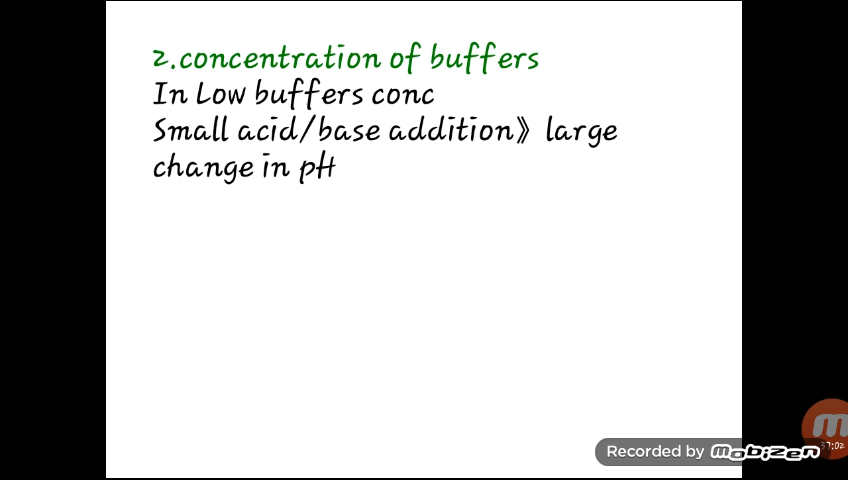 2.concentration of buffers
In Low buffers conc
Small acid/base addition》large
change in pH
Recorded by mobizen